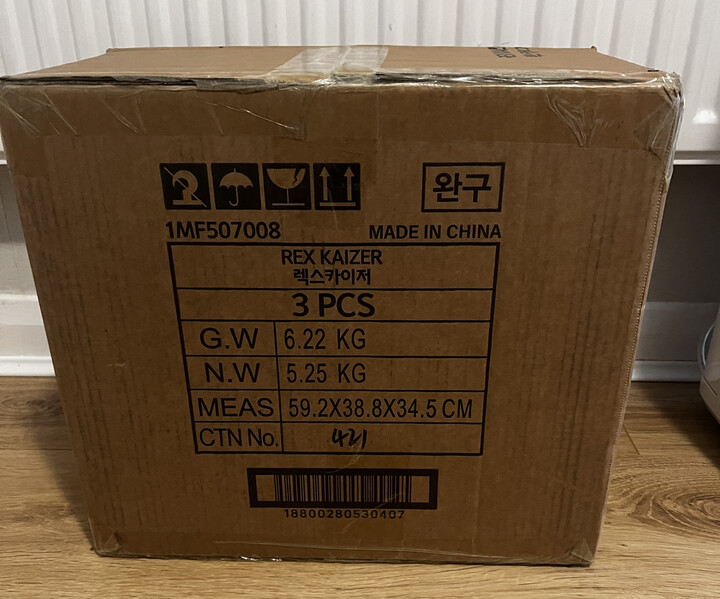 완구
1MF507008 MADE IN CHINA
REX KAIZER
렉스카이저
3 PCS
G.W 6.22 KG
N.W 5.25 KG
MEAS 59.2X38.8X34.5 CM
CTN No. 421
18800280530407